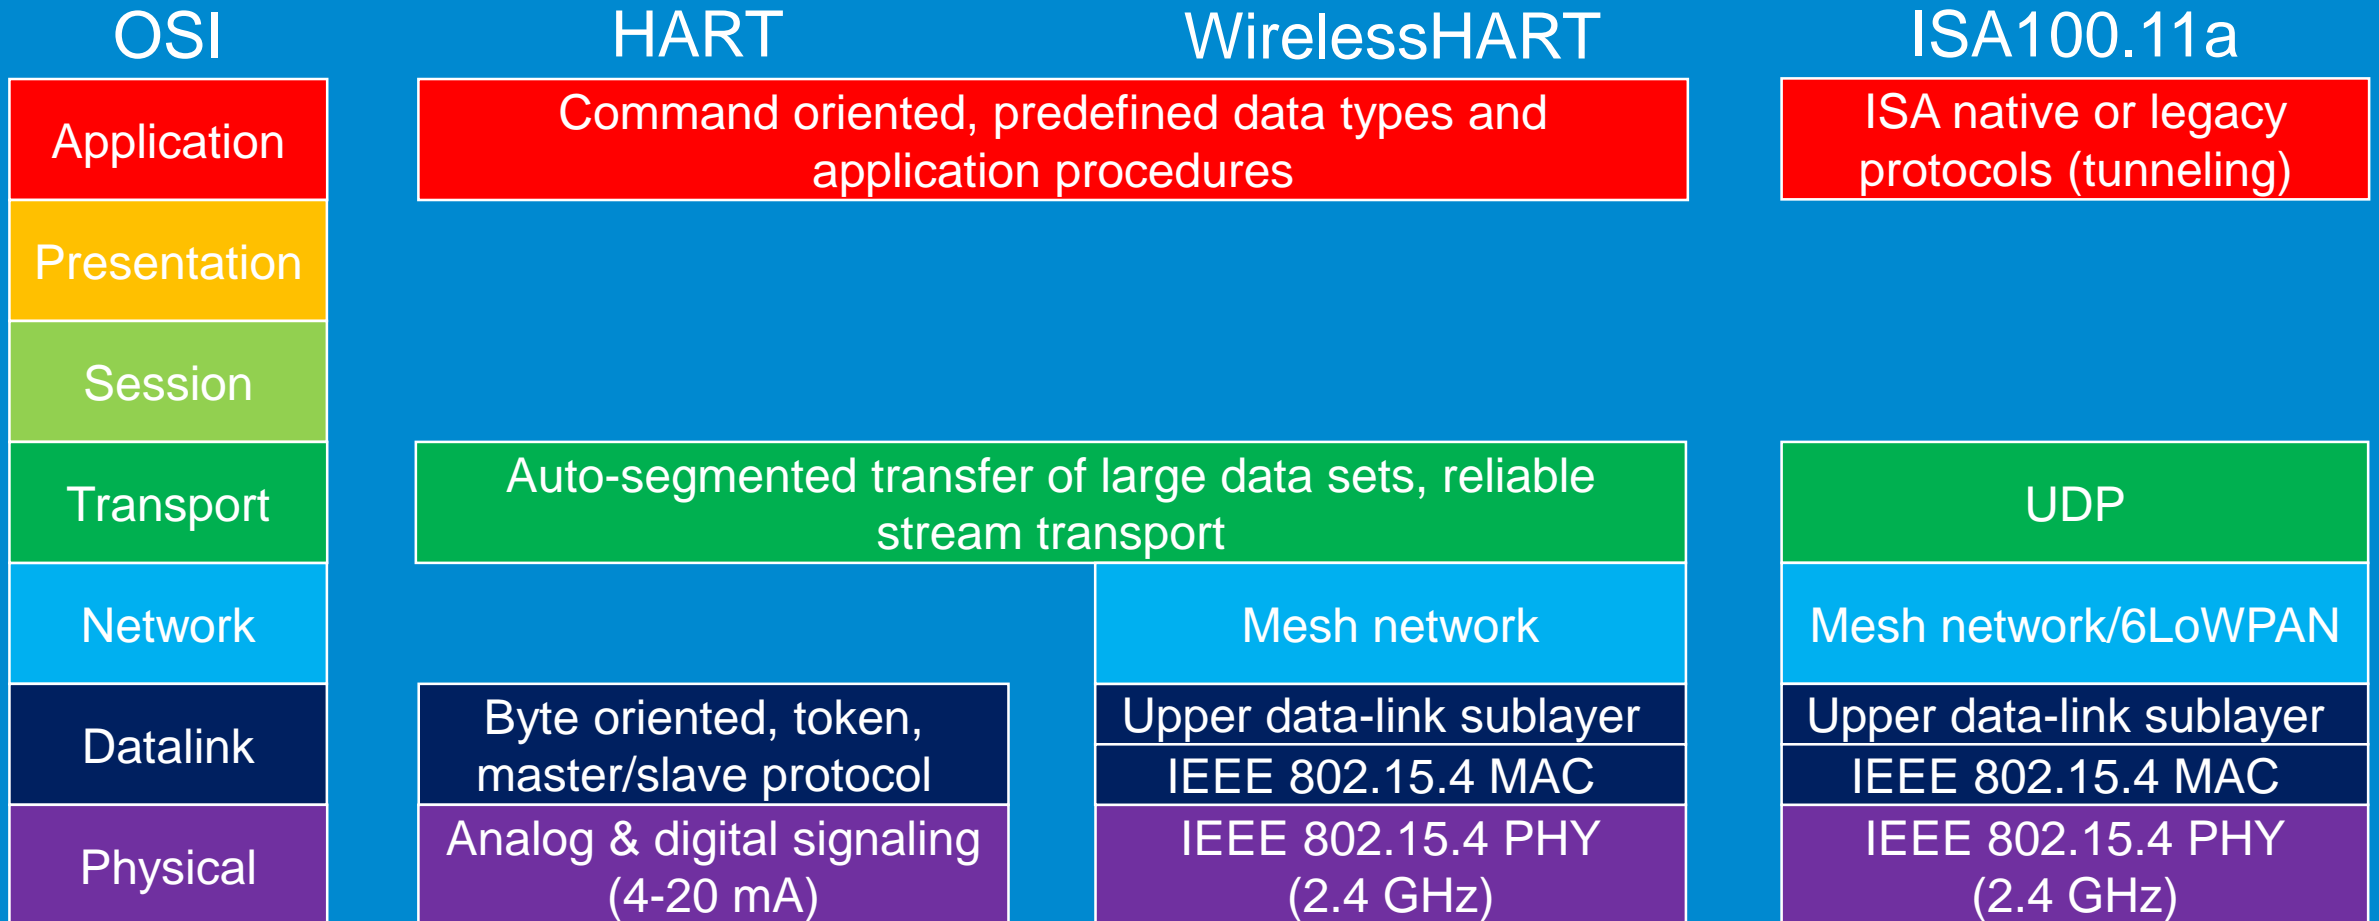 OSI
HART
WirelessHART
ISA100.11a
Application
Command oriented, predefined data types and
application procedures
ISA native or legacy
protocols (tunneling)
Presentation
Session
Transport
Auto-segmented transfer of large data sets, reliable
stream transport
UDP
Network
Mesh network
Mesh network/6LoWPAN
Datalink
Byte oriented, token,
master/slave protocol
Upper data-link sublayer
IEEE 802.15.4 MAC
Upper data-link sublayer
IEEE 802.15.4 MAC
Physical
Analog & digital signaling
(4-20 mA)
IEEE 802.15.4 PHY
(2.4 GHz)
IEEE 802.15.4 PHY
(2.4 GHz)